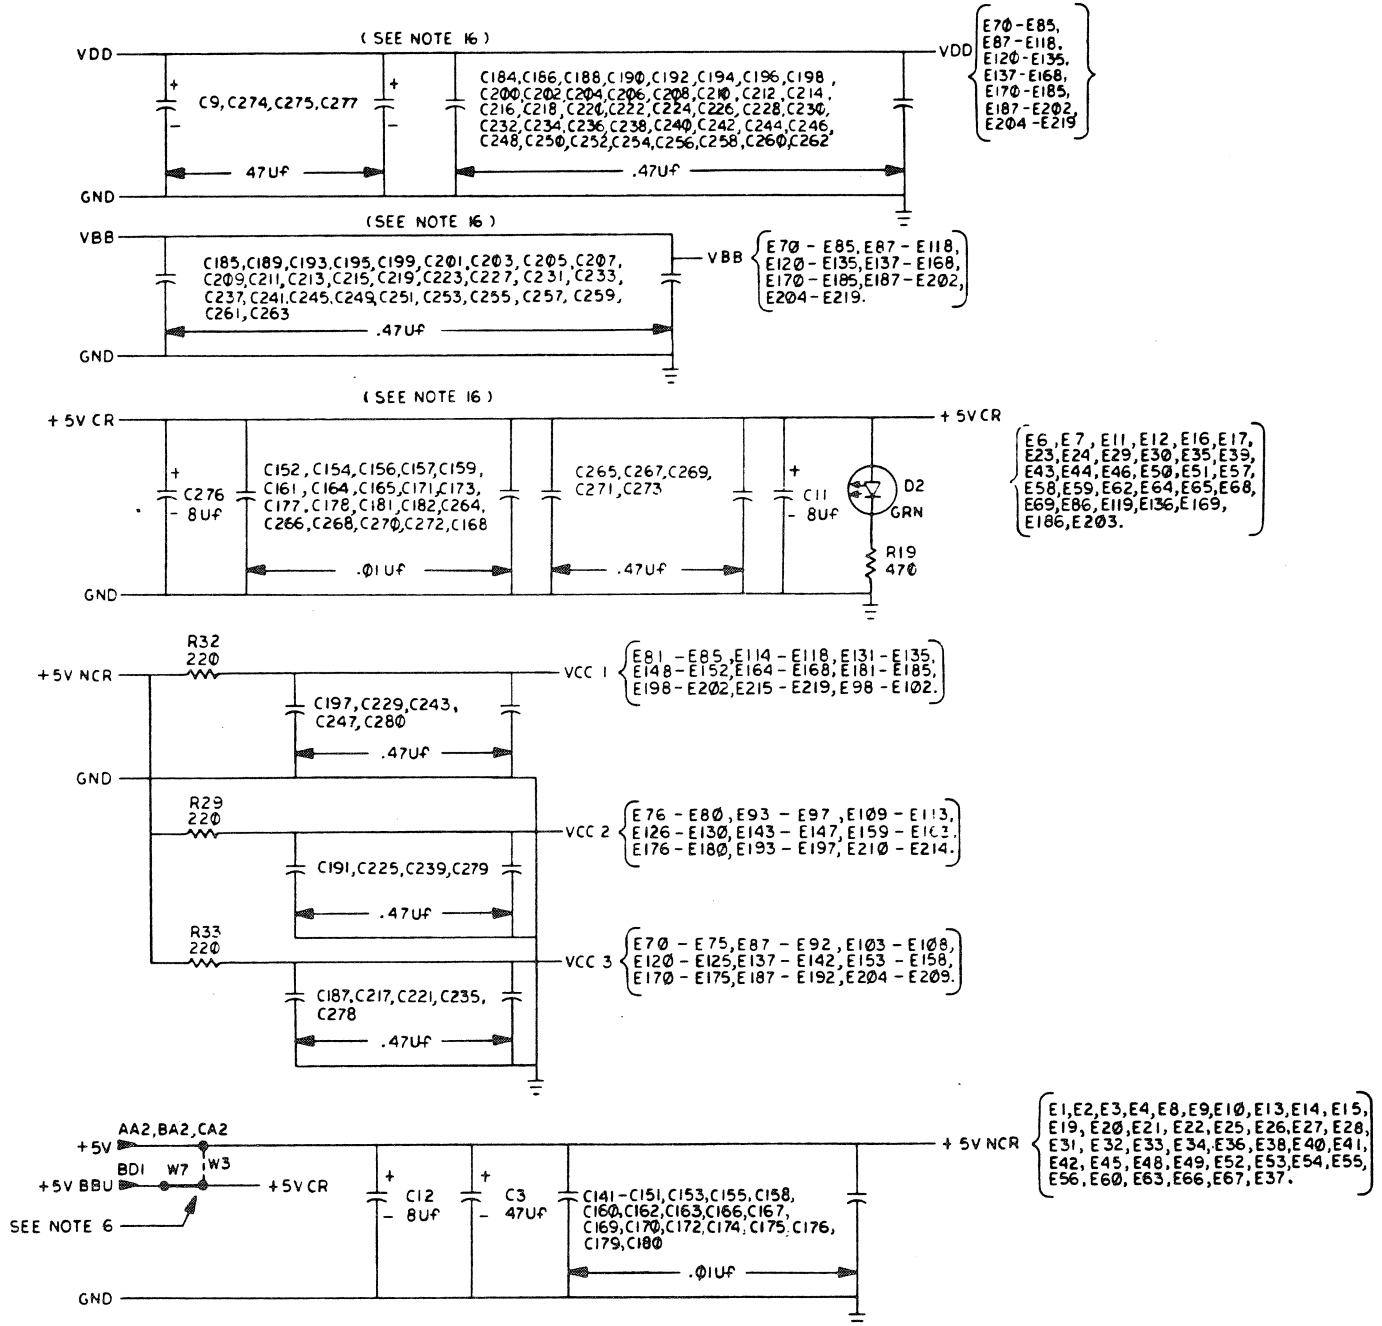 (SEE NOTE 16)
VDD
+
C9, C274, C275, C277
-
+
-
47Uf
C184, C186, C188, C190, C192, C194, C196, C198,
C200, C202, C204, C206, C208, C210, C212, C214,
C216, C218, C220, C222, C224, C226, C228, C230,
C232, C234, C236, C238, C240, C242, C244, C246,
C248, C250, C252, C254, C256, C258, C260, C262
.47Uf
VDD
E70-E85,
E87-E118,
E120-E135,
E137-E168,
E170-E185,
E187-E202,
E204-E219
GND
(SEE NOTE 16)
VBB
C185, C189, C193, C195, C199, C201, C203, C205, C207,
C209, C211, C213, C215, C219, C223, C227, C231, C233,
C237, C241, C245, C249, C251, C253, C255, C257, C259,
C261, C263
.47Uf
VBB
E70 - E85, E87 - E118,
E120 - E135, E137 - E168,
E170 - E185, E187 - E202,
E204 - E219.
GND
(SEE NOTE 16)
+ 5V CR
+
C276
- 8Uf
C152, C154, C156, C157, C159,
C161, C164, C165, C171, C173,
C177, C178, C181, C182, C264,
C266, C268, C270, C272, C168
.01Uf
C265, C267, C269,
C271, C273
.47Uf
+
C11
- 8Uf
D2
GRN
R19
470
+ 5V CR
E6, E7, E11, E12, E16, E17,
E23, E24, E29, E30, E35, E39,
E43, E44, E46, E50, E51, E57,
E58, E59, E62, E64, E65, E68,
E69, E86, E119, E136, E169,
E186, E203.
GND
R32
220
+5V NCR
C197, C229, C243,
C247, C280
.47Uf
VCC 1
E81 - E85, E114 - E118, E131 - E135,
E148 - E152, E164 - E168, E181 - E185,
E198 - E202, E215 - E219, E98 - E102.
GND
R29
220
C191, C225, C239, C279
.47Uf
VCC 2
E76 - E80, E93 - E97, E109 - E113,
E126 - E130, E143 - E147, E159 - E163,
E176 - E180, E193 - E197, E210 - E214.
R33
220
C187, C217, C221, C235,
C278
.47Uf
VCC 3
E70 - E75, E87 - E92, E103 - E108,
E120 - E125, E137 - E142, E153 - E158,
E170 - E175, E187 - E192, E204 - E209.
AA2, BA2, CA2
+5V
BD1 W7 W3
+5V BBU
+5V CR
SEE NOTE 6
+
C12
- 8Uf
+
C3
- 47Uf
C141 - C151, C153, C155, C158,
C160, C162, C163, C166, C167,
C169, C170, C172, C174, C175, C176,
C179, C180
.01Uf
+ 5V NCR
E1, E2, E3, E4, E8, E9, E10, E13, E14, E15,
E19, E20, E21, E22, E25, E26, E27, E28,
E31, E32, E33, E34, E36, E38, E40, E41,
E42, E45, E48, E49, E52, E53, E54, E55,
E56, E60, E63, E66, E67, E37.
GND